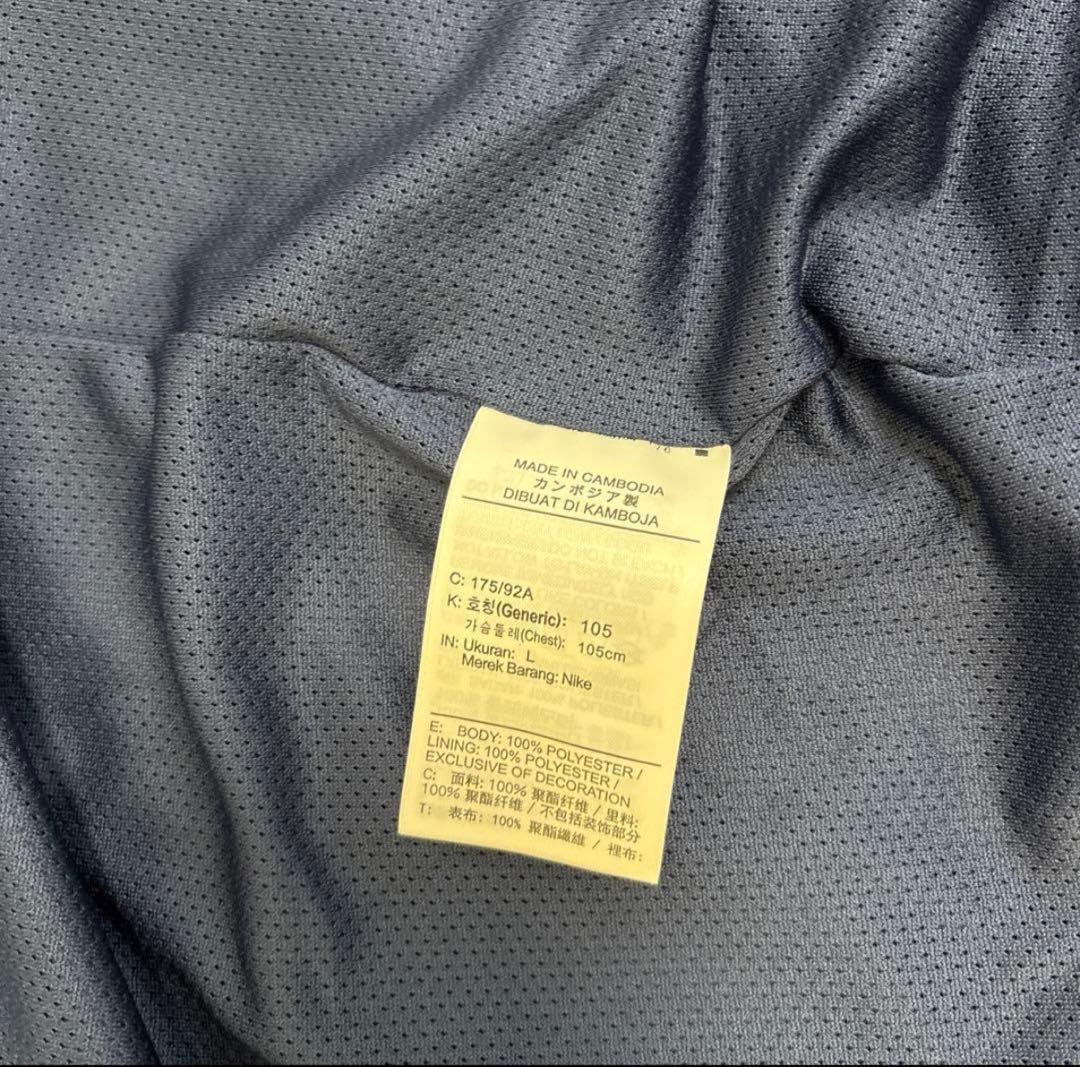 MADE IN CAMBODIA
カンボジア製
DIBUAT DI KAMBOJA
C: 175/92A
K: 호칭(Generic): 105
가슴둘레(Chest): 105cm
IN: Ukuran: L
Merek Barang: Nike
E: BODY: 100% POLYESTER /
LINING: 100% POLYESTER /
EXCLUSIVE OF DECORATION
C: 面料: 100% 聚酯纤维 / 里料:
100% 聚酯纤维 / 不包括装饰部分
T: 表布: 100% 聚酯纖維 / 裡布: